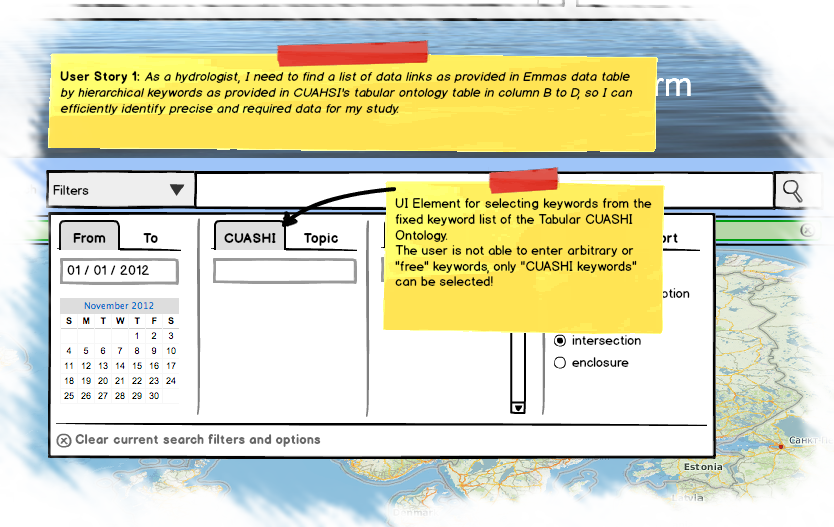 User Story 1: As a hydrologist, I need to find a list of data links as provided in Emmas data table
by hierarchical keywords as provided in CUAHSI's tabular ontology table in column B to D, so I can
efficiently identify precise and required data for my study.
rm
Filters
UI Element for selecting keywords from the
fixed keyword list of the Tabular CUASHI
Ontology.
The user is not able to enter arbitrary or
"free" keywords, only "CUASHI keywords"
can be selected!
From To
CUASHI Topic
ort
01 / 01 / 2012
ption
November 2012
S M T W T F S
1 2 3
4 5 6 7 8 9 10
11 12 13 14 15 16 17
18 19 20 21 22 23 24
25 26 27 28 29 30
intersection
enclosure
Clear current search filters and options
Estonia
Latvia